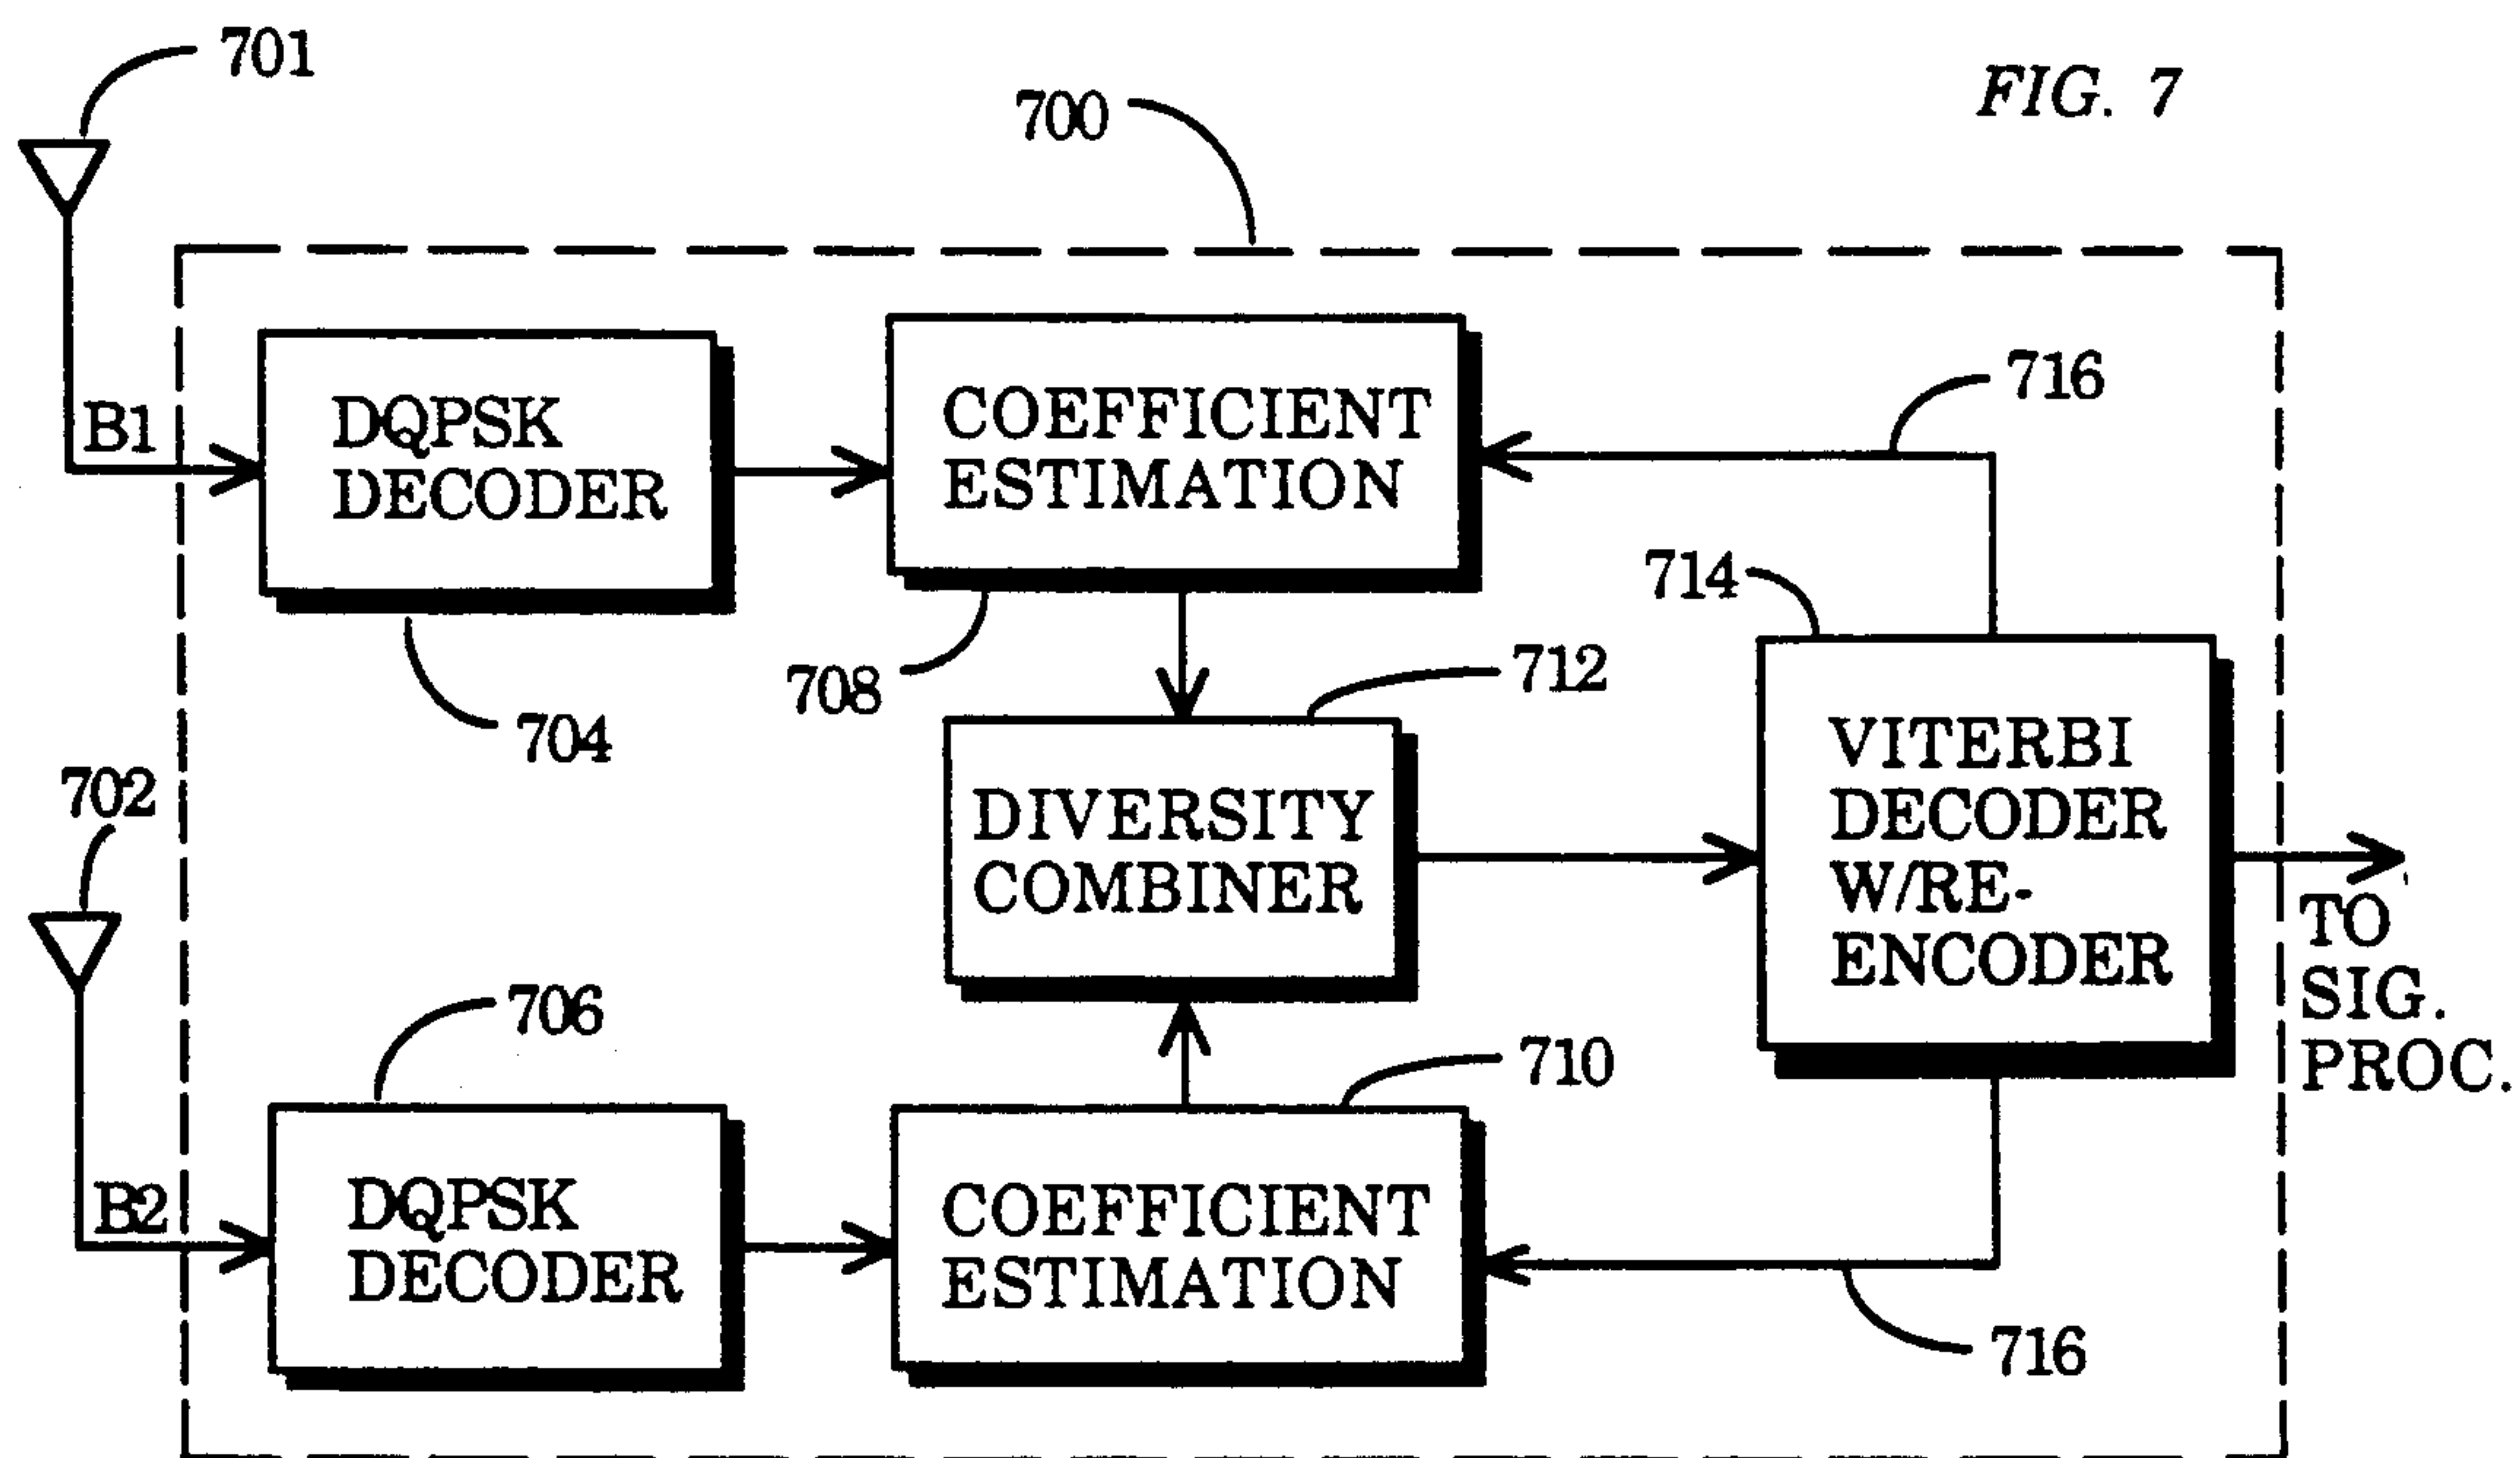 701
700
FIG. 7
B1
DQPSK
DECODER
COEFFICIENT
ESTIMATION
716
714
708
712
704
702
DIVERSITY
COMBINER
VITERBI
DECODER
W/RE-
ENCODER
TO
SIG.
PROC.
706
710
B2
DQPSK
DECODER
COEFFICIENT
ESTIMATION
716